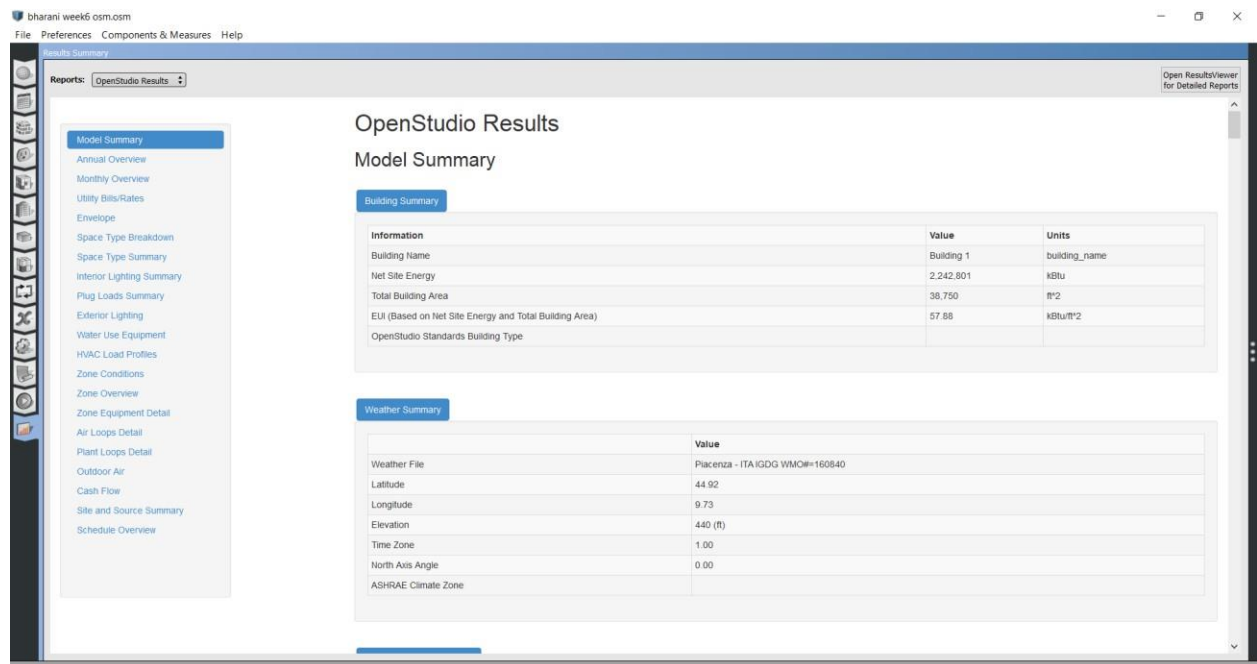 bharani week6 osm.osm
File Preferences Components & Measures Help
Results Summary
Reports: OpenStudio Results
Open ResultsViewer
for Detailed Reports
Model Summary
Annual Overview
Monthly Overview
Utility Bills/Rates
Envelope
Space Type Breakdown
Space Type Summary
Interior Lighting Summary
Plug Loads Summary
Exterior Lighting
Water Use Equipment
HVAC Load Profiles
Zone Conditions
Zone Overview
Zone Equipment Detail
Air Loops Detail
Plant Loops Detail
Outdoor Air
Cash Flow
Site and Source Summary
Schedule Overview
OpenStudio Results
Model Summary
Building Summary
Information Value Units
Building Name Building 1 building_name
Net Site Energy 2,242,801 kBtu
Total Building Area 38,750 ft^2
EUI (Based on Net Site Energy and Total Building Area) 57.88 kBtu/ft^2
OpenStudio Standards Building Type
Weather Summary
Value
Weather File Piacenza - ITA IGDG WMO#=160840
Latitude 44.92
Longitude 9.73
Elevation 440 (ft)
Time Zone 1.00
North Axis Angle 0.00
ASHRAE Climate Zone